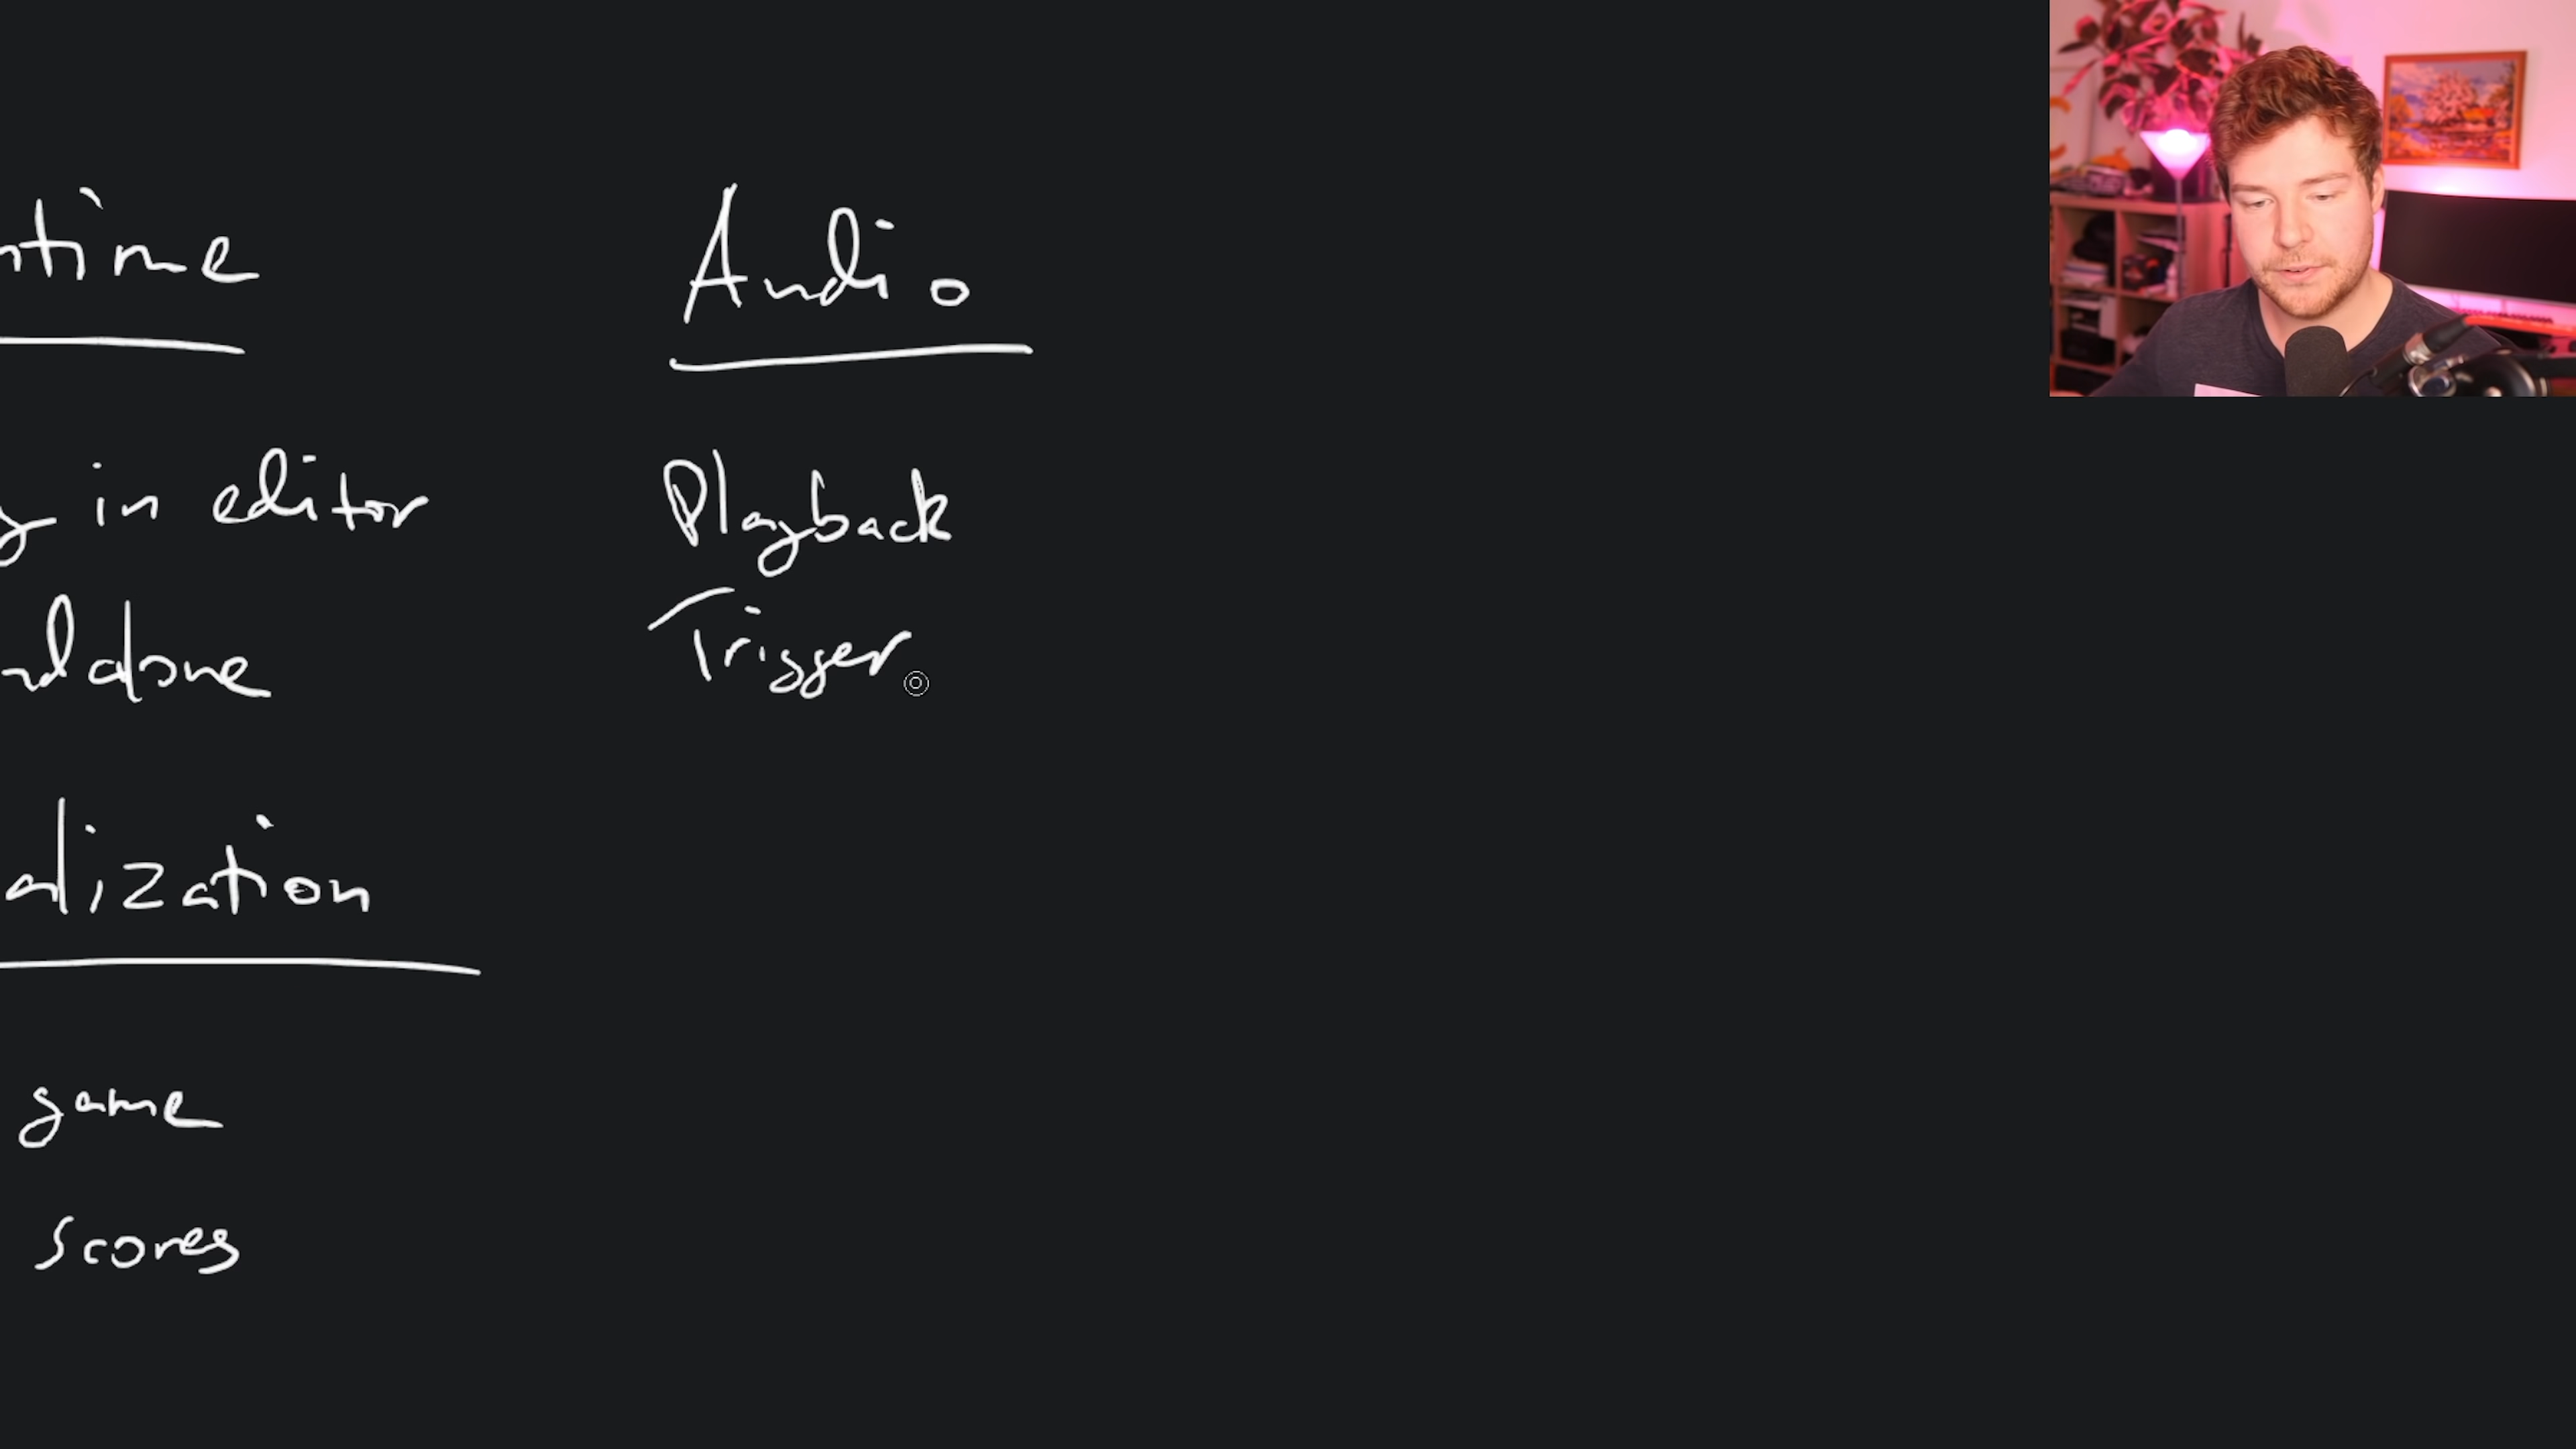 ntime
y in editor
ndalone
alization
game
scores
Audio
Playback
Trigger